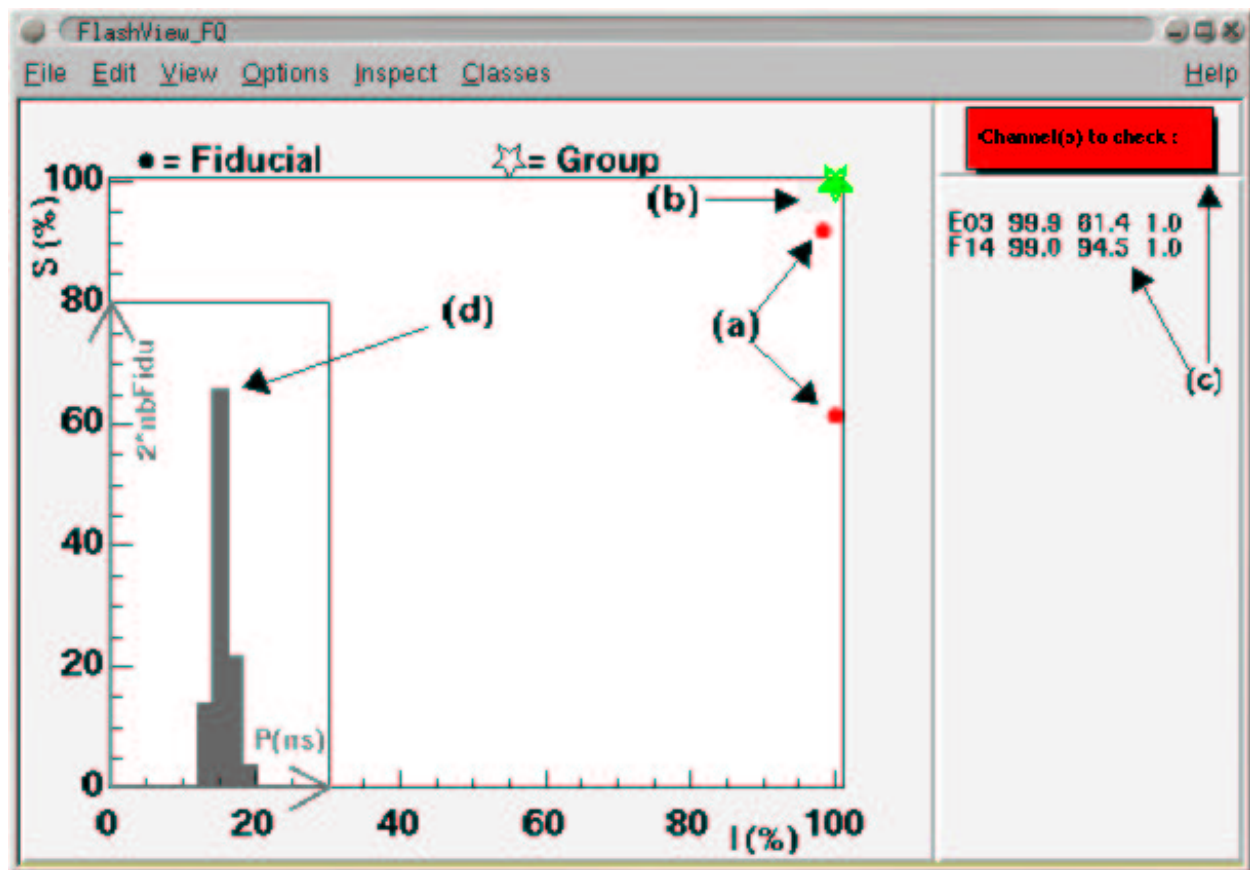 FlashView_FQ
File Edit View Options Inspect Classes Help
Channel(s) to check :
● = Fiducial ☆= Group
100
S (%)
(b)
E03 99.9 61.4 1.0
F14 99.0 94.5 1.0
80
(d)
(a)
(c)
2*nbFidu
60
40
20
P(ns)
0
0 20 40 60 80 100
I (%)